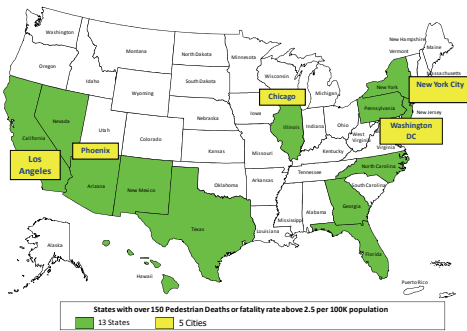 Washington
Montana
North Dakota
Minnesota
New Hampshire
Maine
Vermont
Oregon
Idaho
South Dakota
Wisconsin
Michigan
Massachusetts
New York
New York City
Wyoming
Chicago
Nevada
Nebraska
Iowa
Pennsylvania
New Jersey
California
Utah
Colorado
Illinois
Indiana
Ohio
West
Virginia
Washington
DC
Virginia
Kansas
Missouri
Kentucky
Los
Angeles
Phoenix
North Carolina
Tennessee
Arizona
New Mexico
Oklahoma
Arkansas
South Carolina
Mississippi
Alabama
Georgia
Texas
Louisiana
Florida
Alaska
Hawaii
Puerto Rico
States with over 150 Pedestrian Deaths or fatality rate above 2.5 per 100K population
13 States
5 Cities